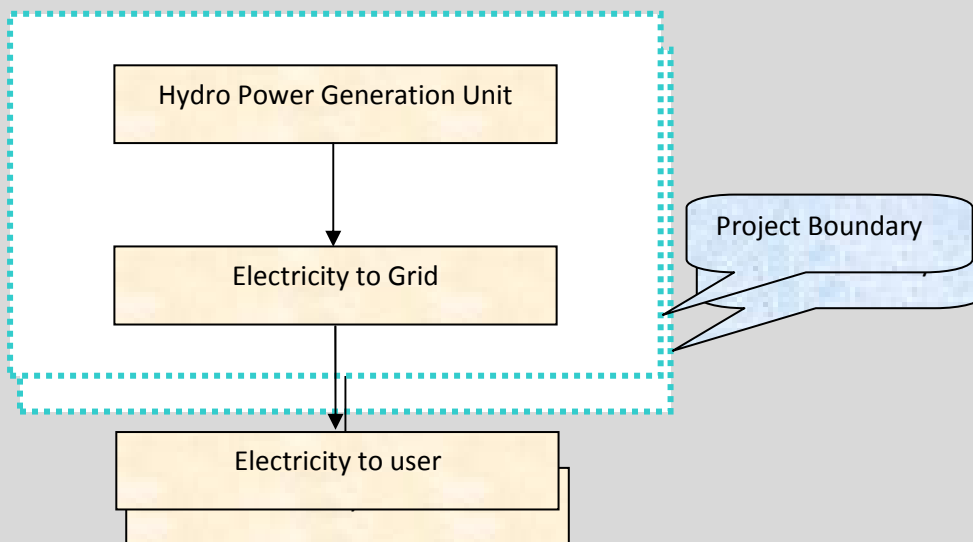 Hydro Power Generation Unit
Project Boundary
Electricity to Grid
Electricity to user